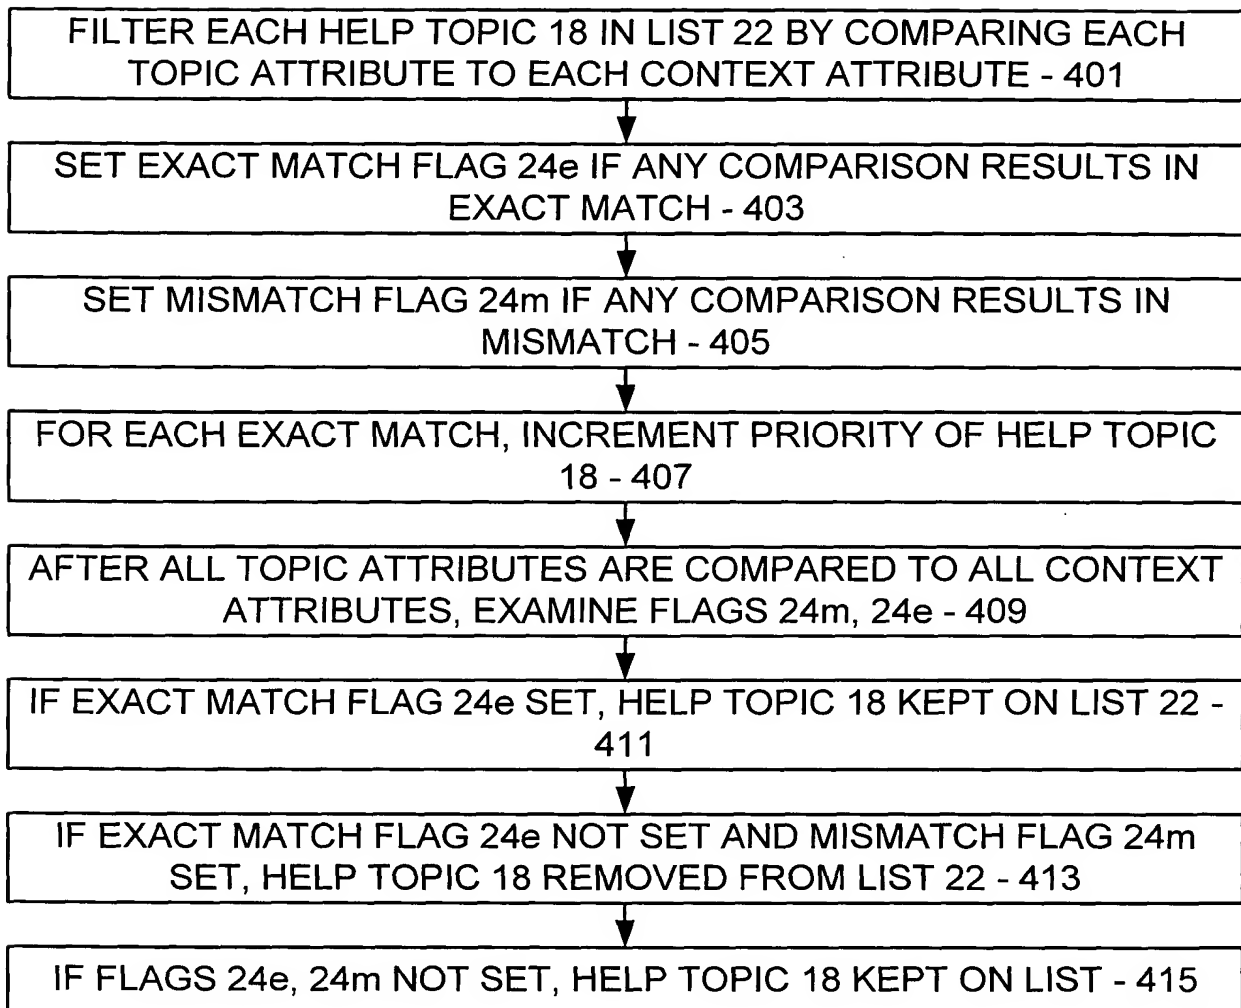 FILTER EACH HELP TOPIC 18 IN LIST 22 BY COMPARING EACH
TOPIC ATTRIBUTE TO EACH CONTEXT ATTRIBUTE - 401
SET EXACT MATCH FLAG 24e IF ANY COMPARISON RESULTS IN
EXACT MATCH - 403
SET MISMATCH FLAG 24m IF ANY COMPARISON RESULTS IN
MISMATCH - 405
FOR EACH EXACT MATCH, INCREMENT PRIORITY OF HELP TOPIC
18 - 407
AFTER ALL TOPIC ATTRIBUTES ARE COMPARED TO ALL CONTEXT
ATTRIBUTES, EXAMINE FLAGS 24m, 24e - 409
IF EXACT MATCH FLAG 24e SET, HELP TOPIC 18 KEPT ON LIST 22 -
411
IF EXACT MATCH FLAG 24e NOT SET AND MISMATCH FLAG 24m
SET, HELP TOPIC 18 REMOVED FROM LIST 22 - 413
IF FLAGS 24e, 24m NOT SET, HELP TOPIC 18 KEPT ON LIST - 415